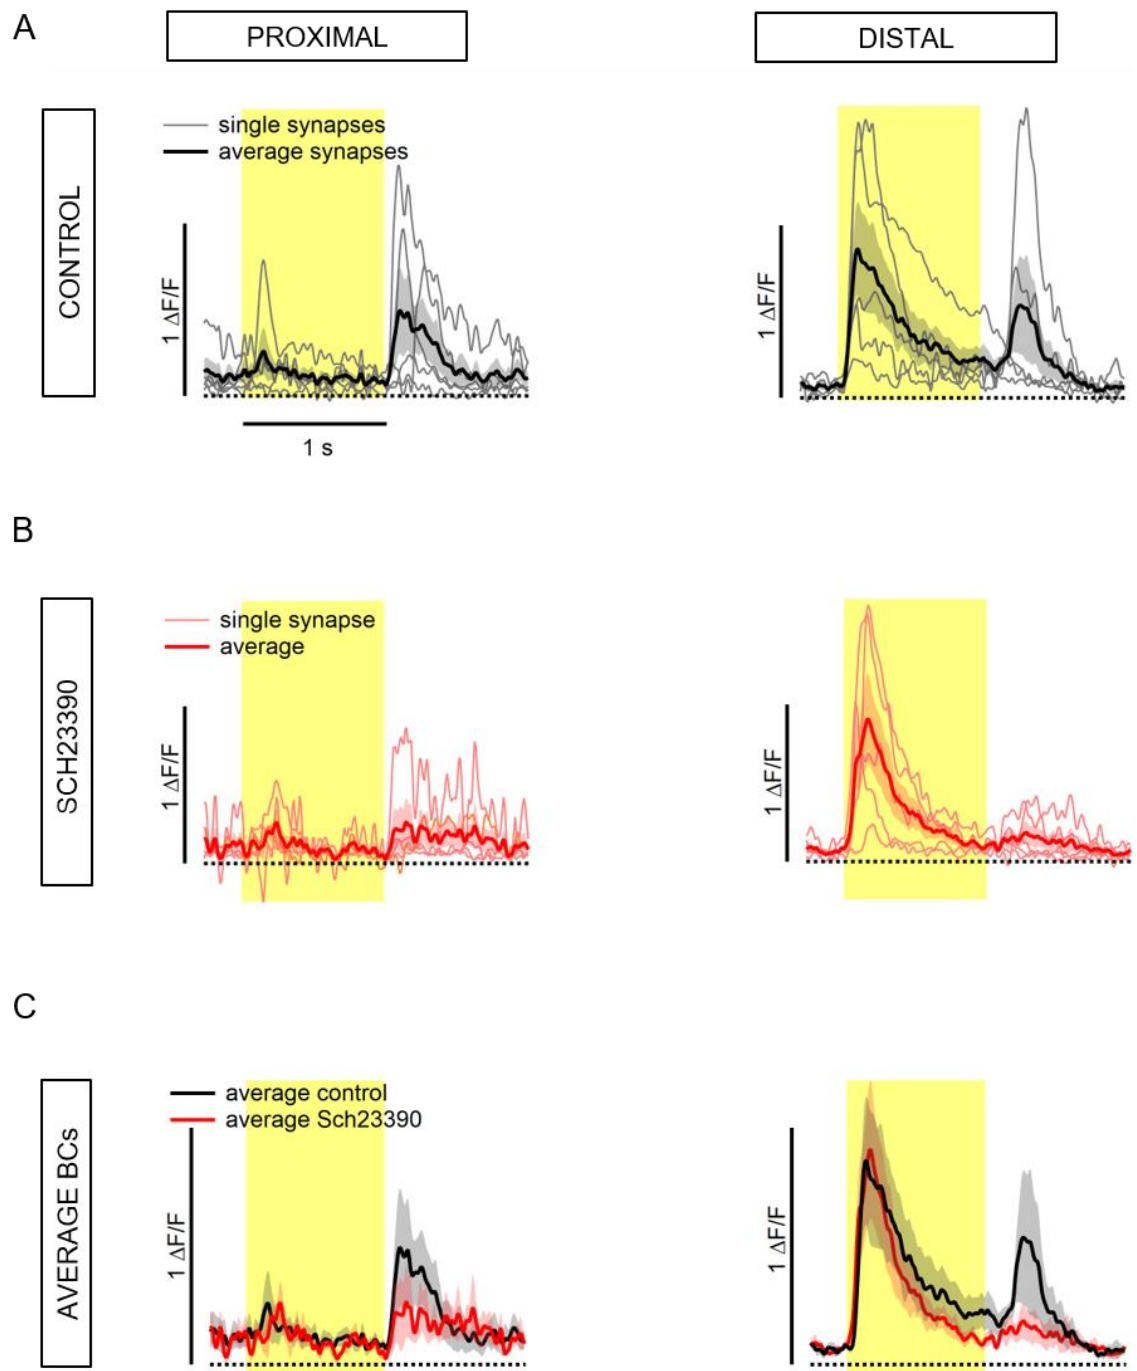 A
PROXIMAL
DISTAL
CONTROL
single synapses
average synapses
1 ΔF/F
1 s
1 ΔF/F
B
SCH23390
single synapse
average
1 ΔF/F
1 ΔF/F
C
AVERAGE BCs
average control
average Sch23390
1 ΔF/F
1 ΔF/F